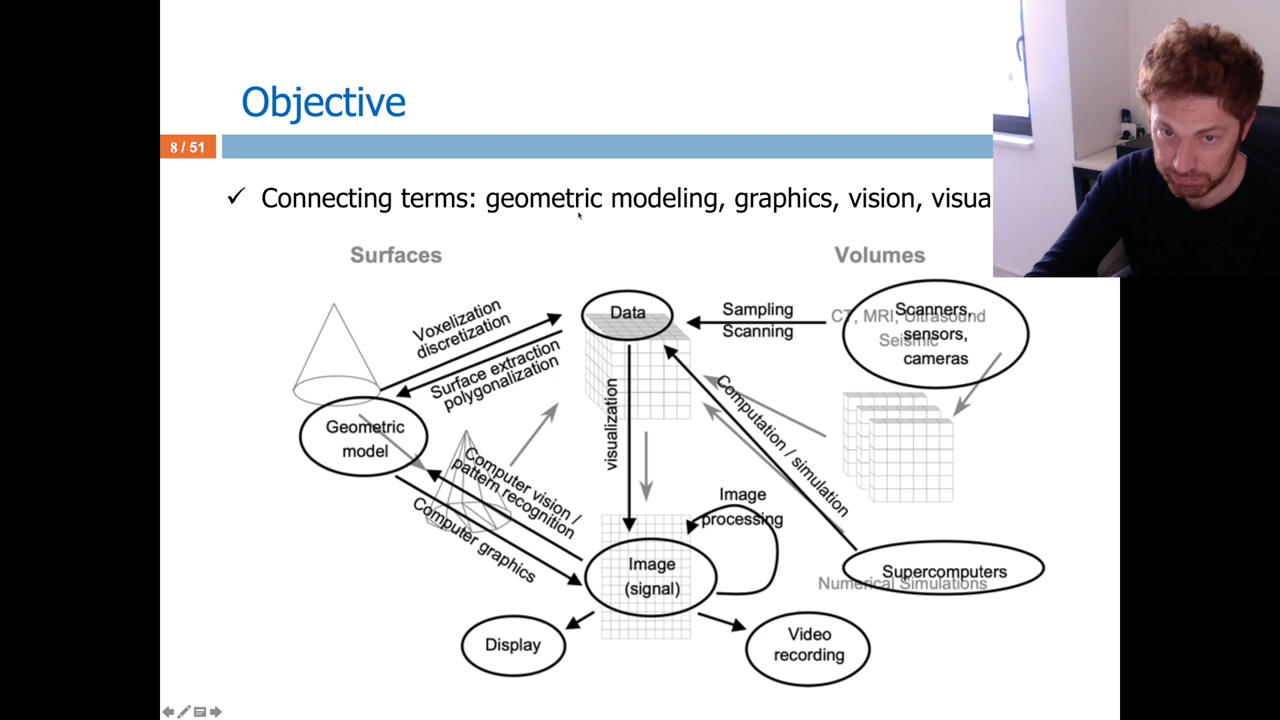 Objective
8 / 51
✓ Connecting terms: geometric modeling, graphics, vision, visua
Surfaces
Volumes
Data
Sampling
Scanning
CT, MRI, Ultrasound
Seismic
Scanners,
sensors,
cameras
Voxelization
discretization
Surface extraction
polygonalization
Geometric
model
visualization
Computation / simulation
Computer vision /
pattern recognition
Computer graphics
Image
processing
Image
(signal)
Supercomputers
Numerical Simulations
Display
Video
recording